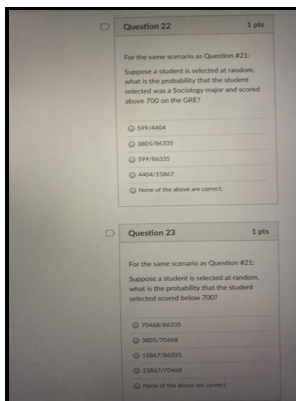 Question 22
1 pts
For the same scenario as Question #21:
Suppose a student is selected at random,
what is the probability that the student
selected was a Sociology major and scored
above 700 on the GRE?
599/4404
3805/86335
599/86335
4404/15867
None of the above are correct.
Question 23
1 pts
For the same scenario as Question #21:
Suppose a student is selected at random,
what is the probability that the student
selected scored below 700?
70468/86335
3805/70468
15867/86335
15867/70468
None of the above are correct